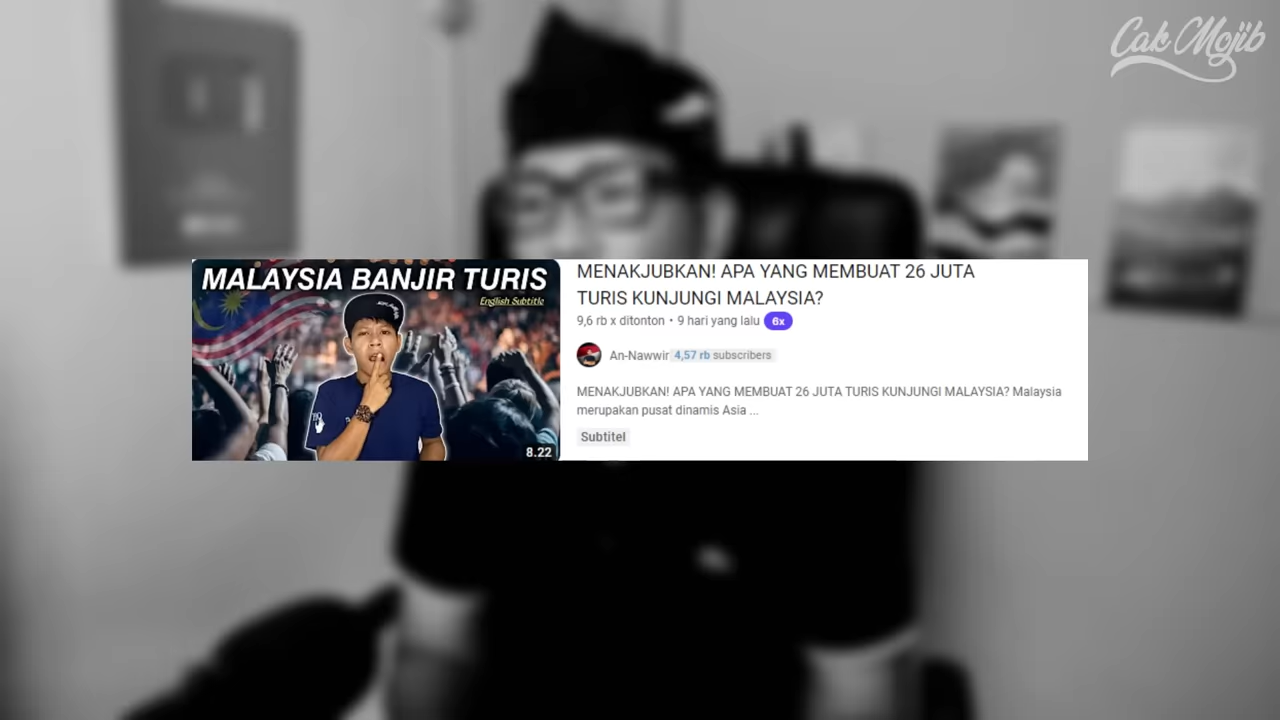 Cak Mojib
MALAYSIA BANJIR TURIS
English Subtitle
8.22
MENAKJUBKAN! APA YANG MEMBUAT 26 JUTA
TURIS KUNJUNGI MALAYSIA?
9,6 rb x ditonton • 9 hari yang lalu 6x
An-Nawwir 4,57 rb subscribers
MENAKJUBKAN! APA YANG MEMBUAT 26 JUTA TURIS KUNJUNGI MALAYSIA? Malaysia
merupakan pusat dinamis Asia ...
Subtitel